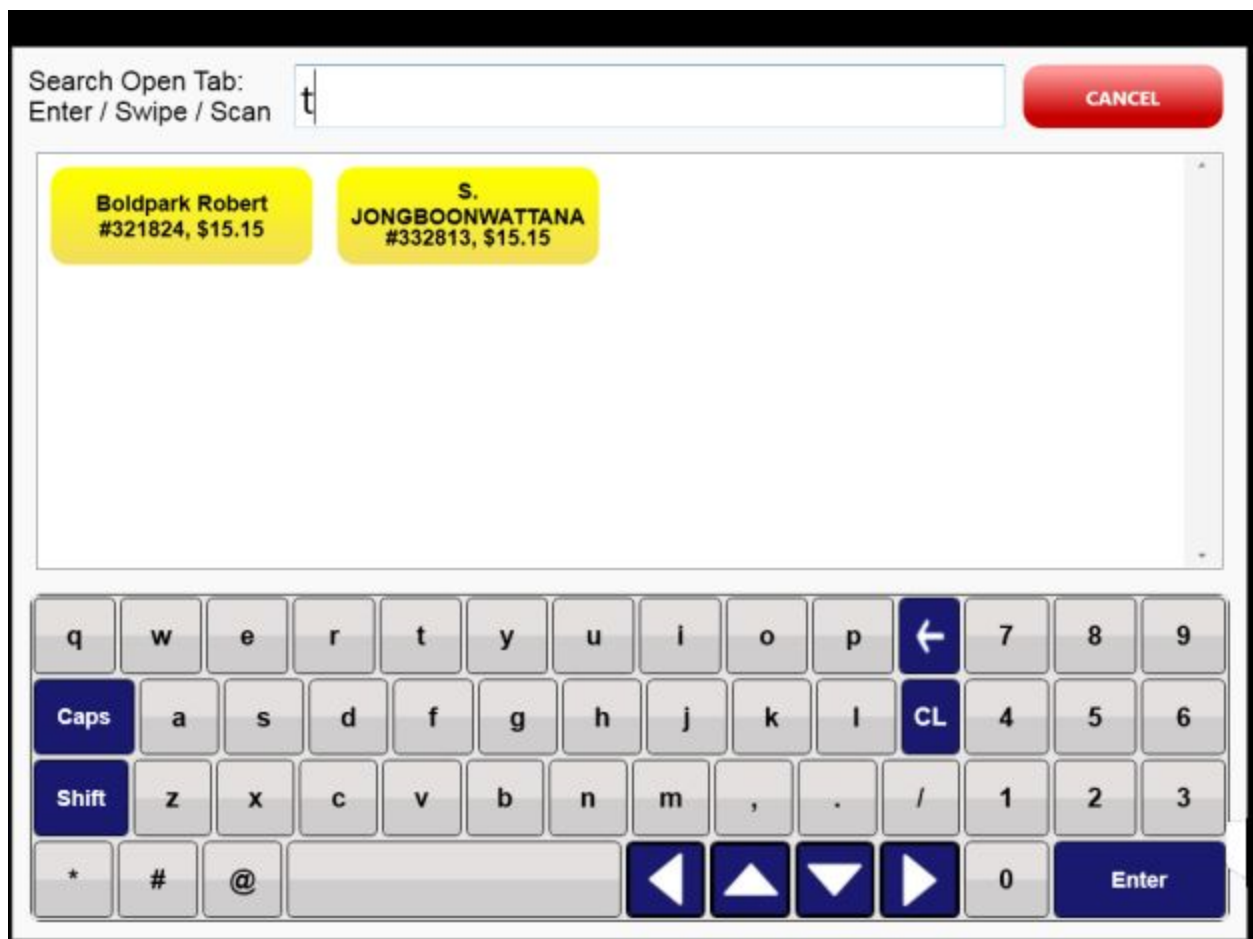 Search Open Tab:
Enter / Swipe / Scan
t
CANCEL
Boldpark Robert
#321824, $15.15
S.
JONGBOONWATTANA
#332813, $15.15
q w e r t y u i o p ← 7 8 9
Caps a s d f g h j k l CL 4 5 6
Shift z x c v b n m , . / 1 2 3
* # @ 0 Enter